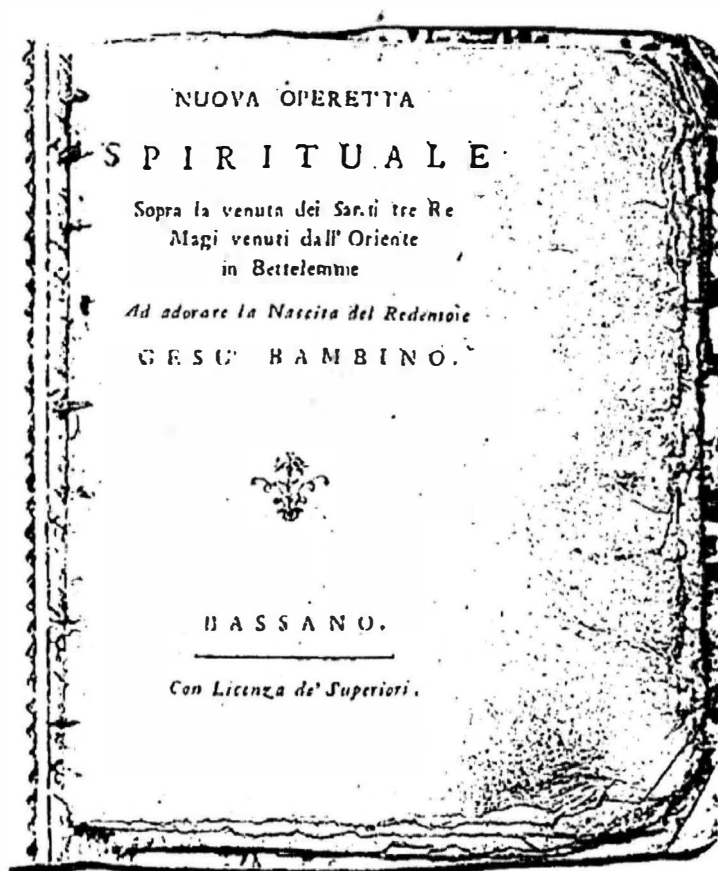 NUOVA OPERETTA
SPIRITUALE
Sopra la venuta dei Santi tre Re
Magi venuti dall' Oriente
in Bettelemme
Ad adorare la Nascita del Redentore
GESU' BAMBINO.
BASSANO.
Con Licenza de' Superiori.